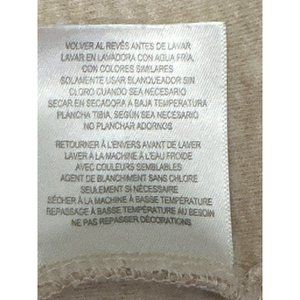 VOLVER AL REVÉS ANTES DE LAVAR
LAVAR EN LAVADORA CON AGUA FRIA,
CON COLORES SIMILARES
SOLAMENTE USAR BLANQUEADOR SIN
CLORO CUANDO SEA NECESARIO
SECAR EN SECADORA A BAJA TEMPERATURA
PLANCHA TIBIA, SEGÚN SEA NECESARIO
NO PLANCHAR ADORNOS
RETOURNER À L'ENVERS AVANT DE LAVER
LAVER À LA MACHINE À L'EAU FROIDE
AVEC COULEURS SEMBLABLES
AGENT DE BLANCHIMENT SANS CHLORE
SEULEMENT SI NÉCESSAIRE
SÉCHER À LA MACHINE À BASSE TEMPÉRATURE
REPASSAGE À BASSE TEMPÉRATURE AU BESOIN
NE PAS REPASSER DÉCORATIONS